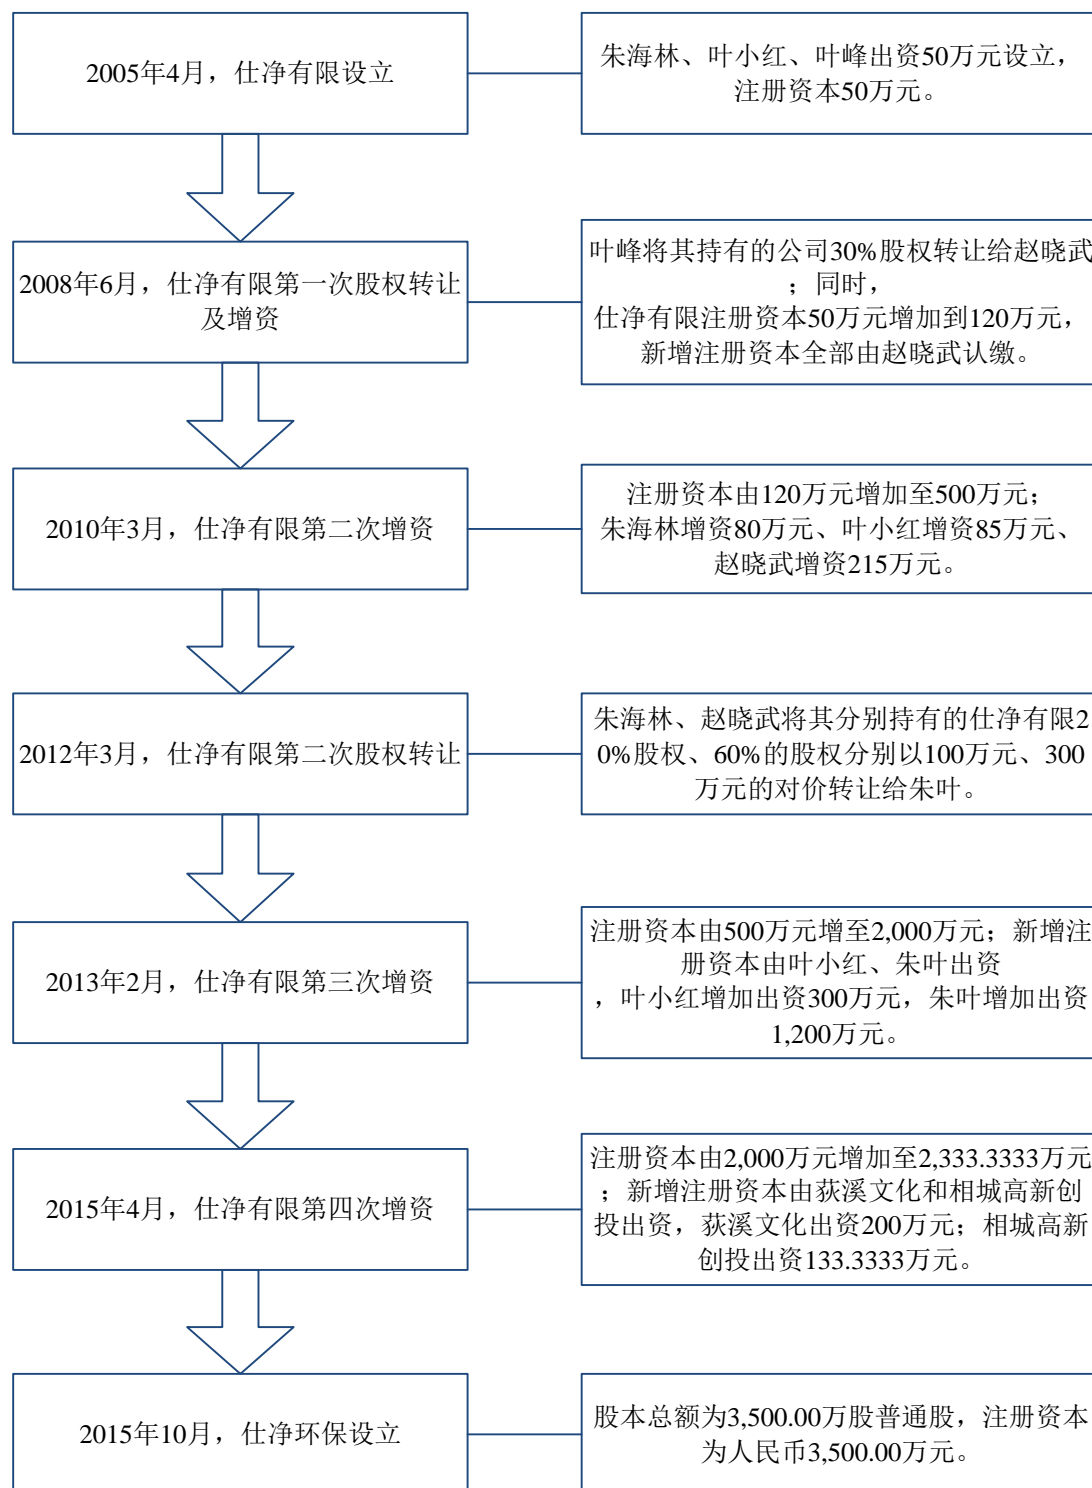 2005年4月，仕净有限设立
朱海林、叶小红、叶峰出资50万元设立，
注册资本50万元。
2008年6月，仕净有限第一次股权转让
及增资
叶峰将其持有的公司30%股权转让给赵晓武
；同时，
仕净有限注册资本50万元增加到120万元，
新增注册资本全部由赵晓武认缴。
2010年3月，仕净有限第二次增资
注册资本由120万元增加至500万元；
朱海林增资80万元、叶小红增资85万元、
赵晓武增资215万元。
2012年3月，仕净有限第二次股权转让
朱海林、赵晓武将其分别持有的仕净有限2
0%股权、60%的股权分别以100万元、300
万元的对价转让给朱叶。
2013年2月，仕净有限第三次增资
注册资本由500万元增至2,000万元；新增注
册资本由叶小红、朱叶出资
，叶小红增加出资300万元，朱叶增加出资
1,200万元。
2015年4月，仕净有限第四次增资
注册资本由2,000万元增加至2,333.3333万元
；新增注册资本由荻溪文化和相城高新创
投出资，荻溪文化出资200万元；相城高新
创投出资133.3333万元。
2015年10月，仕净环保设立
股本总额为3,500.00万股普通股，注册资本
为人民币3,500.00万元。